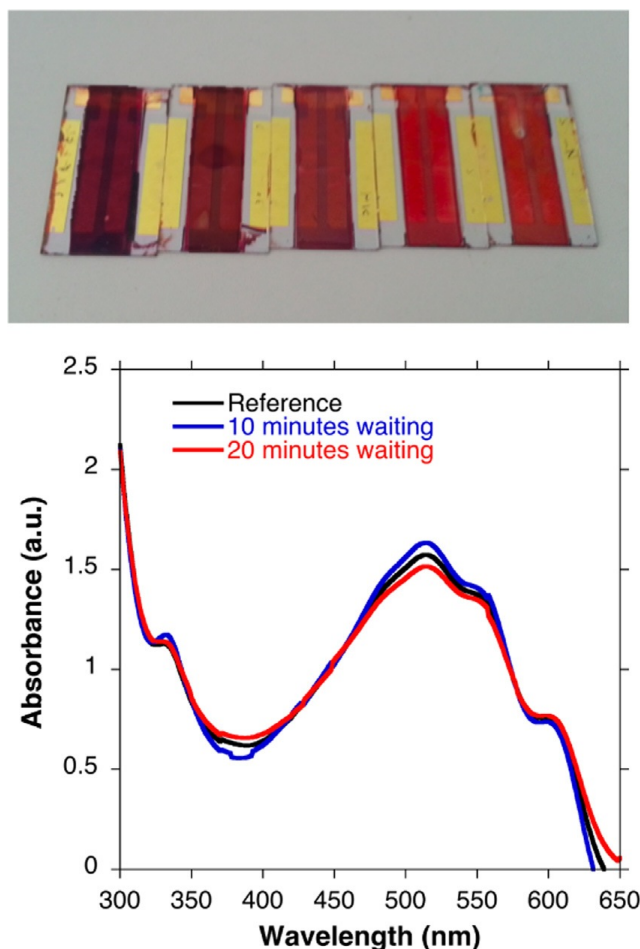 2.5
Reference
10 minutes waiting
20 minutes waiting
2
1.5
1
0.5
0
Absorbance (a.u.)
300 350 400 450 500 550 600 650
Wavelength (nm)